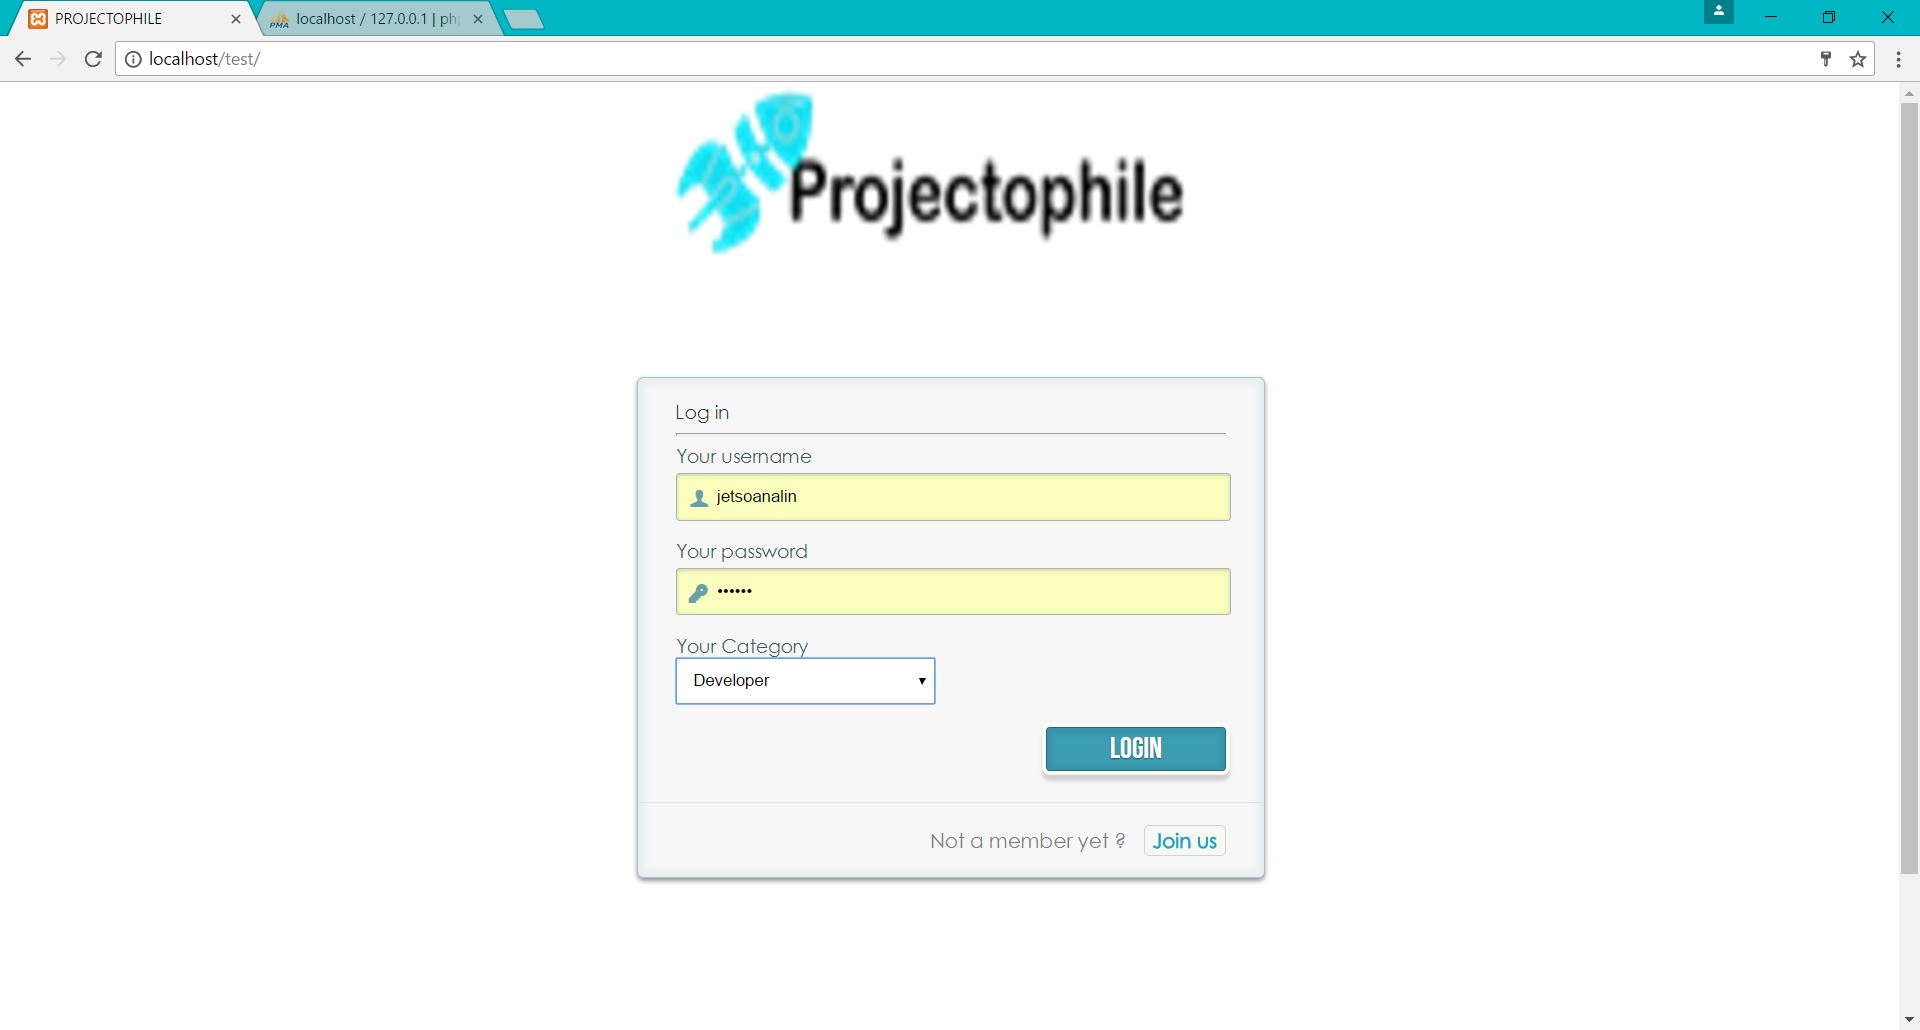 PROJECTOPHILE
localhost / 127.0.0.1 | ph
localhost/test/
Projectophile
Log in
Your username
jetsoanalin
Your password
••••••
Your Category
Developer
LOGIN
Not a member yet ? Join us